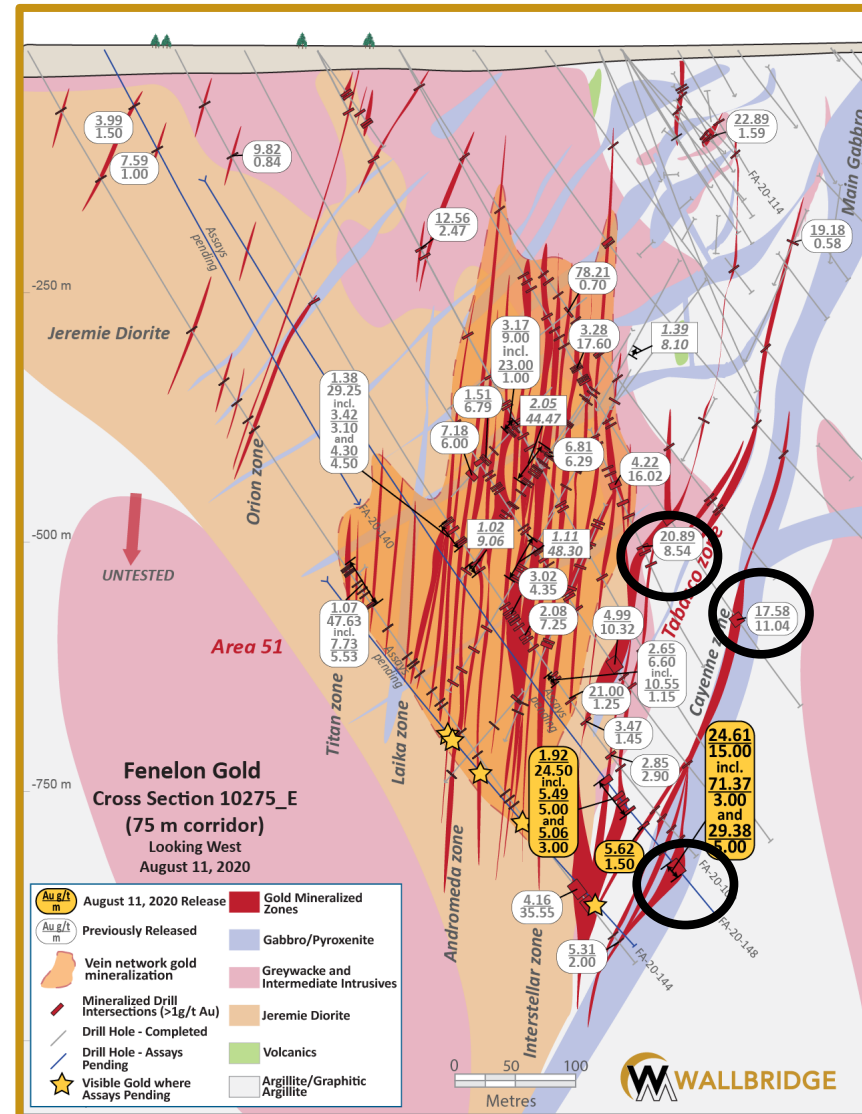 3.99
1.50
7.59
1.00
9.82
0.84
22.89
1.59
FA-20-114
Main Gabbro
Assays
pending
12.56
2.47
19.18
0.58
-250 m
78.21
0.70
Jeremie Diorite
3.17
9.00
incl.
23.00
1.00
3.28
17.60
1.39
8.10
1.38
29.25
incl.
3.42
3.10
and
4.30
4.50
1.51
6.79
2.05
44.47
7.18
6.00
6.81
6.29
4.22
16.02
Orion zone
-500 m
FA-20-140
1.02
9.06
1.11
48.30
20.89
8.54
Tabasco zone
UNTESTED
3.02
4.35
1.07
47.63
incl.
7.73
5.53
2.08
7.25
4.99
10.32
17.58
11.04
Area 51
Assays
pending
2.65
6.60
incl.
10.55
1.15
Cayenne zone
Titan zone
Laika zone
Assays
pending
21.00
1.25
3.47
1.45
2.85
2.90
-750 m
Fenelon Gold
Cross Section 10275_E
(75 m corridor)
Looking West
August 11, 2020
1.92
24.50
incl.
5.49
5.00
and
5.06
3.00
24.61
15.00
incl.
71.37
3.00
and
29.38
5.00
5.62
1.50
Andromeda zone
4.16
35.55
Interstellar zone
5.31
2.00
FA-20-148
FA-20-144
Au g/t
m
August 11, 2020 Release
Au g/t
m
Previously Released
Vein network gold
mineralization
Mineralized Drill
Intersections (>1g/t Au)
Drill Hole - Completed
Drill Hole - Assays
Pending
Visible Gold where
Assays Pending
Gold Mineralized
Zones
Gabbro/Pyroxenite
Greywacke and
Intermediate Intrusives
Jeremie Diorite
Volcanics
Argillite/Graphitic
Argillite
0 50 100
Metres
WALLBRIDGE